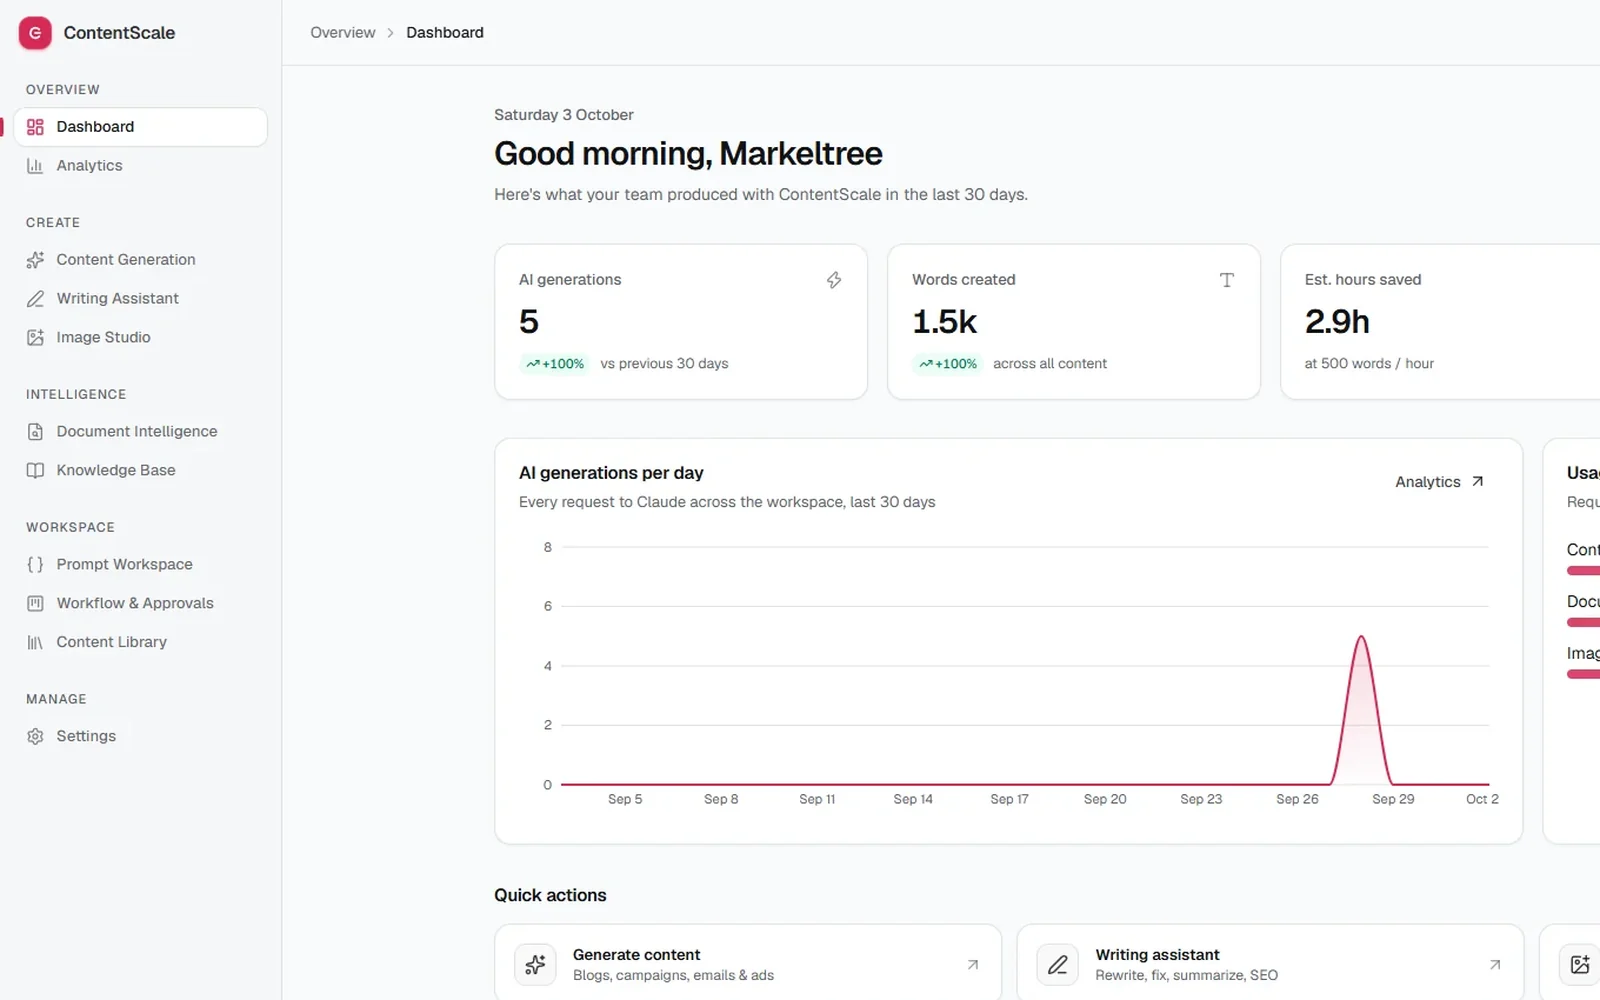 ContentScale
OVERVIEW
Dashboard
Analytics
CREATE
Content Generation
Writing Assistant
Image Studio
INTELLIGENCE
Document Intelligence
Knowledge Base
WORKSPACE
Prompt Workspace
Workflow & Approvals
Content Library
MANAGE
Settings
Overview > Dashboard
Saturday 3 October
Good morning, Markeltree
Here's what your team produced with ContentScale in the last 30 days.
AI generations
5
+100% vs previous 30 days
Words created
1.5k
+100% across all content
Est. hours saved
2.9h
at 500 words / hour
AI generations per day
Every request to Claude across the workspace, last 30 days
Analytics
8
6
4
2
0
Sep 5 Sep 8 Sep 11 Sep 14 Sep 17 Sep 20 Sep 23 Sep 26 Sep 29 Oct 2
Quick actions
Generate content
Blogs, campaigns, emails & ads
Writing assistant
Rewrite, fix, summarize, SEO